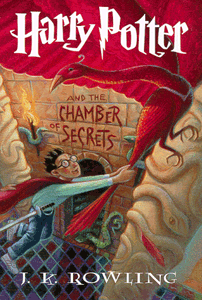 Harry Potter
AND THE
CHAMBER
OF
SECRETS
J. K. ROWLING